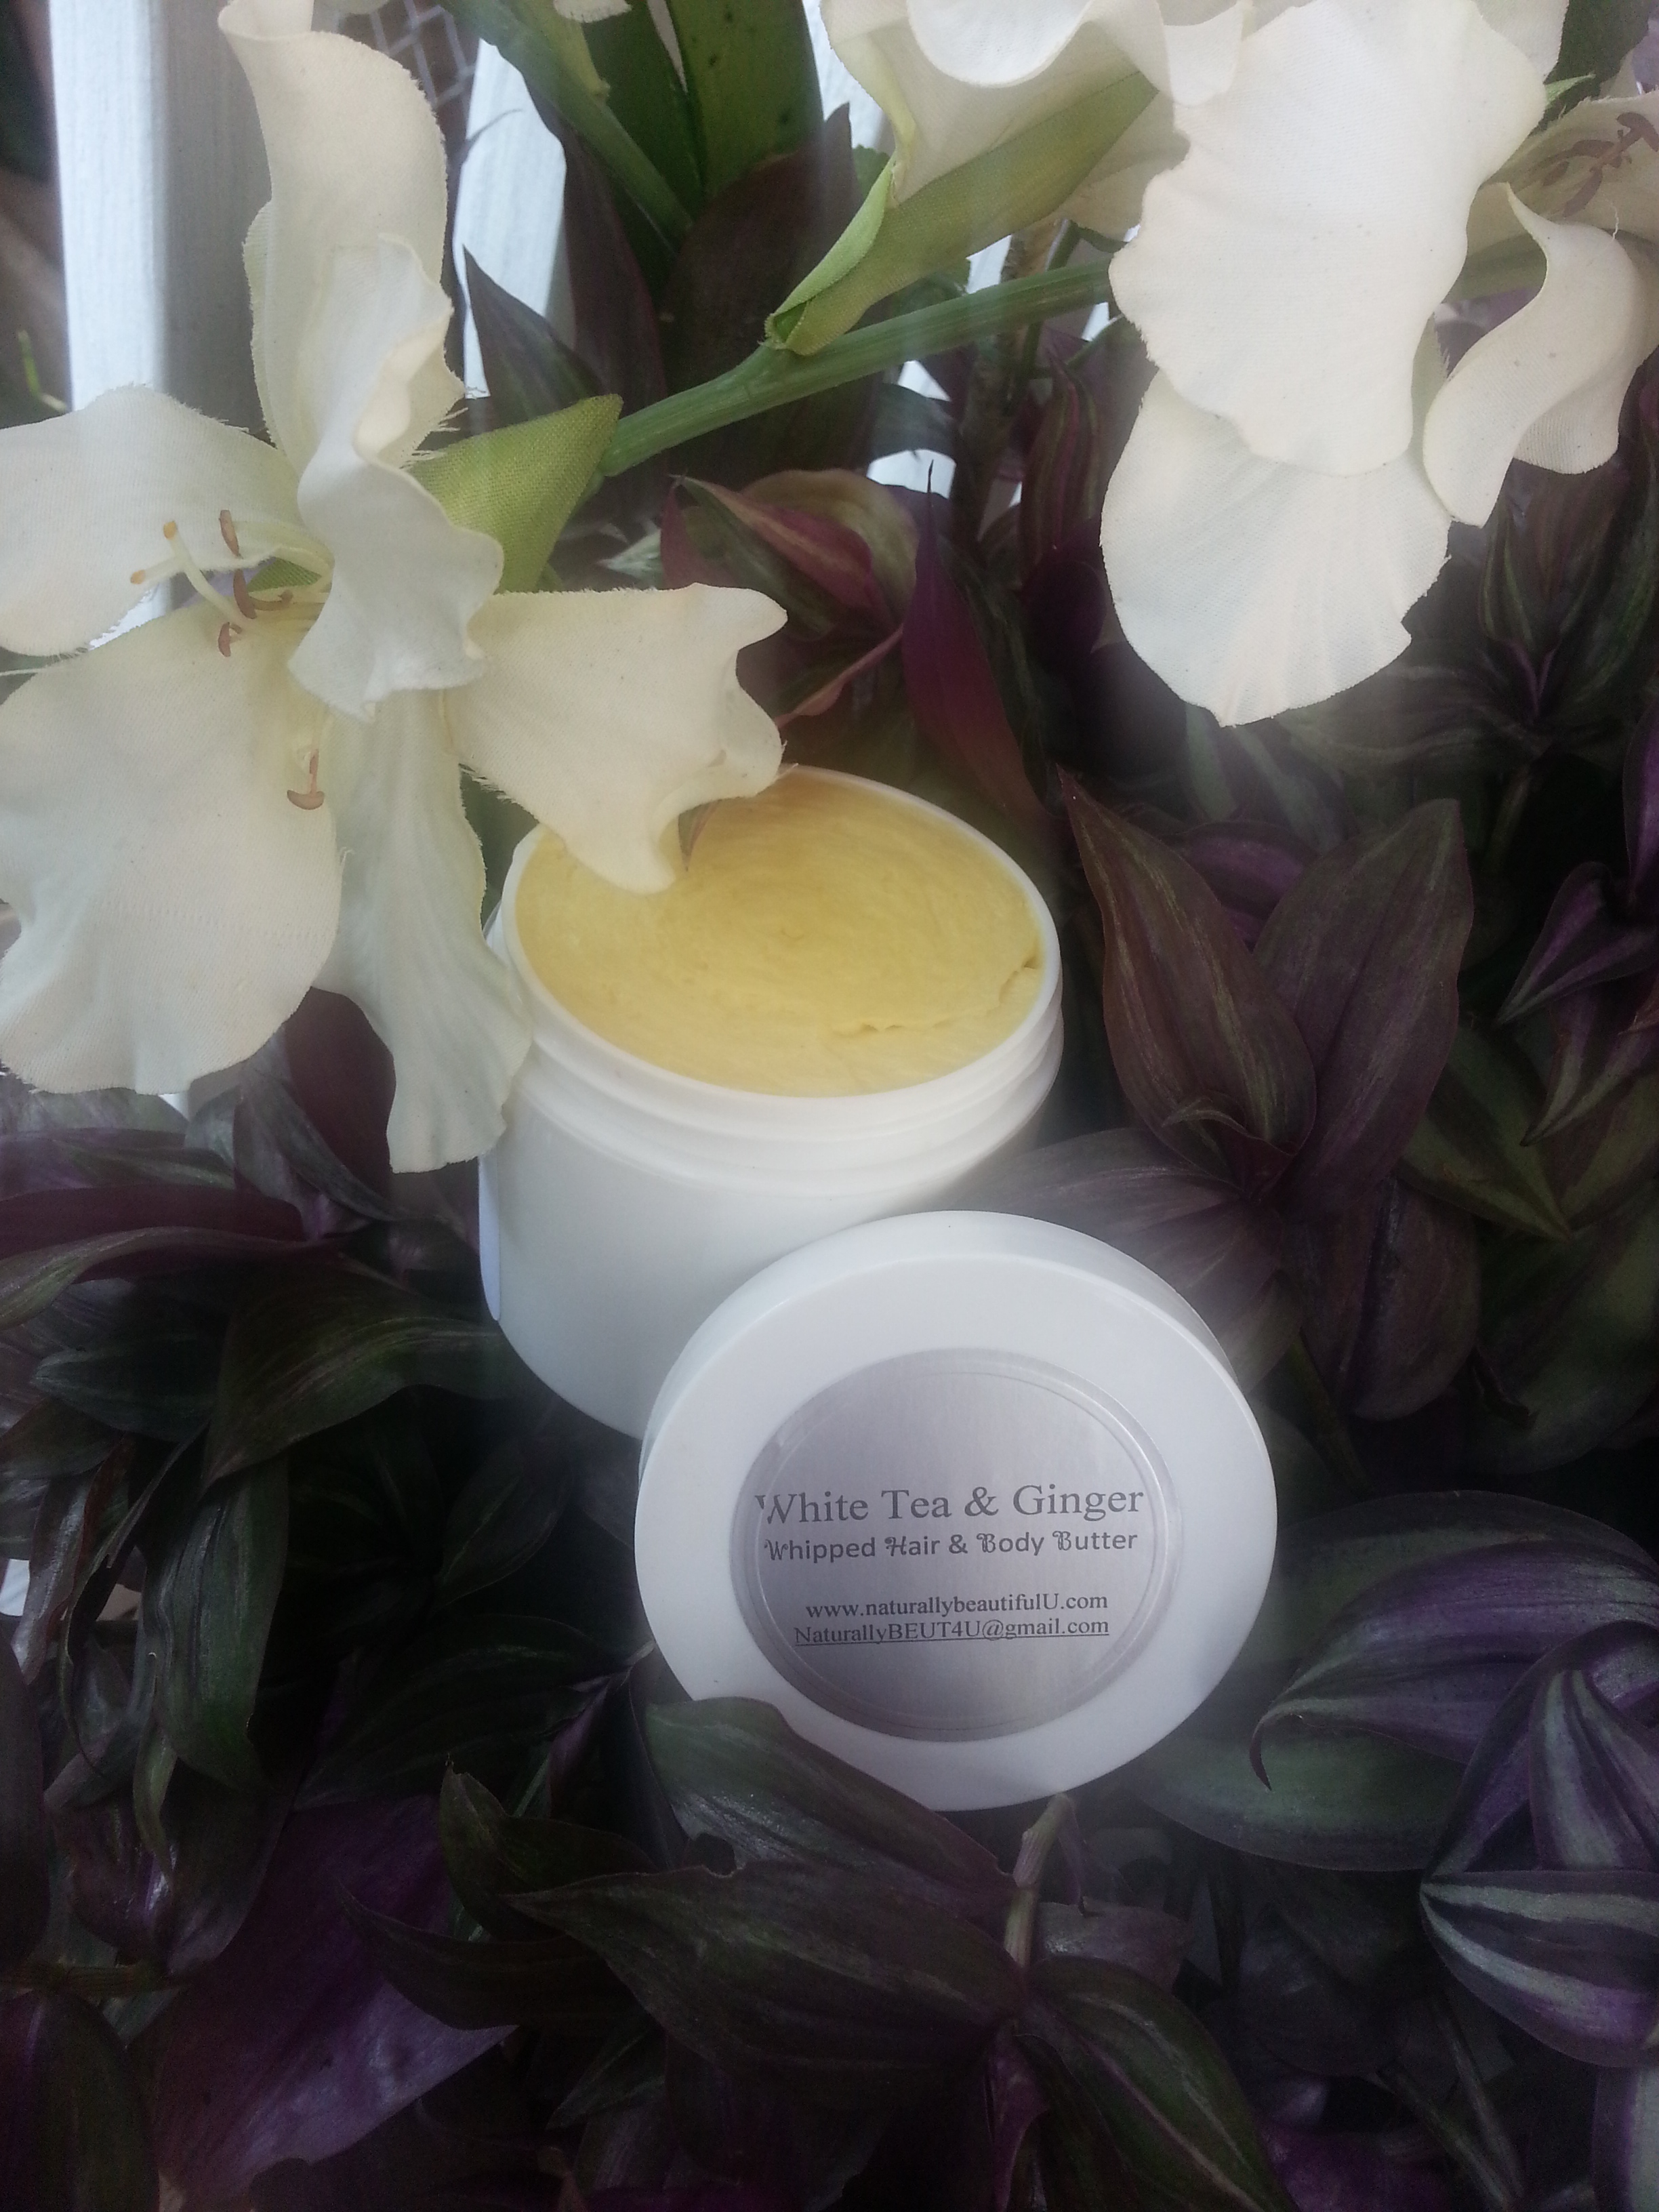 White Tea & Ginger
Whipped Hair & Body Butter
www.naturallybeautifulU.com
NaturallyBEUT4U@gmail.com